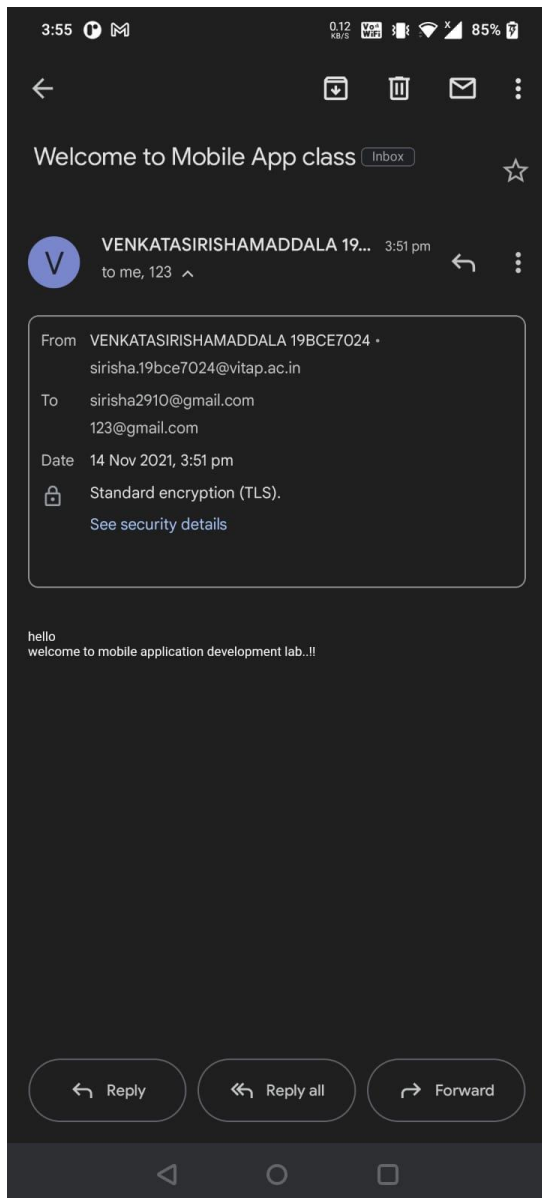 3:55 0.12 KB/S Vo WiFi x 85%
Welcome to Mobile App class Inbox
V VENKATASIRISHAMADDALA 19... 3:51 pm
to me, 123
From VENKATASIRISHAMADDALA 19BCE7024 •
sirisha.19bce7024@vitap.ac.in
To sirisha2910@gmail.com
123@gmail.com
Date 14 Nov 2021, 3:51 pm
Standard encryption (TLS).
See security details
hello
welcome to mobile application development lab..!!
Reply Reply all Forward